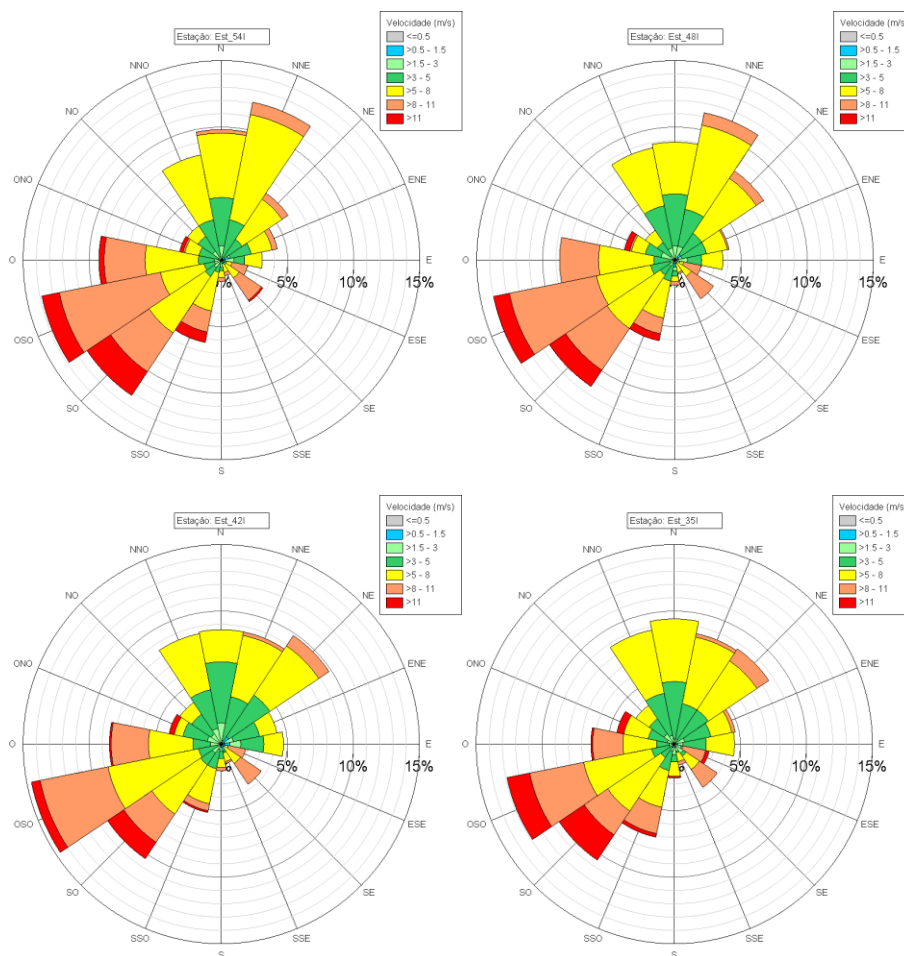 Estação: Est_54I
Velocidade (m/s)
<=0.5
>0.5 - 1.5
>1.5 - 3
>3 - 5
>5 - 8
>8 - 11
>11
N
NNO
NNE
NO
NE
ONO
ENE
O
E
5%
10%
15%
OSO
ESE
SO
SE
SSO
SSE
S
Estação: Est_48I
Velocidade (m/s)
<=0.5
>0.5 - 1.5
>1.5 - 3
>3 - 5
>5 - 8
>8 - 11
>11
N
NNO
NNE
NO
NE
ONO
ENE
O
E
5%
10%
15%
OSO
ESE
SO
SE
SSO
SSE
S
Estação: Est_42I
Velocidade (m/s)
<=0.5
>0.5 - 1.5
>1.5 - 3
>3 - 5
>5 - 8
>8 - 11
>11
N
NNO
NNE
NO
NE
ONO
ENE
O
E
5%
10%
15%
OSO
ESE
SO
SE
SSO
SSE
S
Estação: Est_35I
Velocidade (m/s)
<=0.5
>0.5 - 1.5
>1.5 - 3
>3 - 5
>5 - 8
>8 - 11
>11
N
NNO
NNE
NO
NE
ONO
ENE
O
E
5%
10%
15%
OSO
ESE
SO
SE
SSO
SSE
S